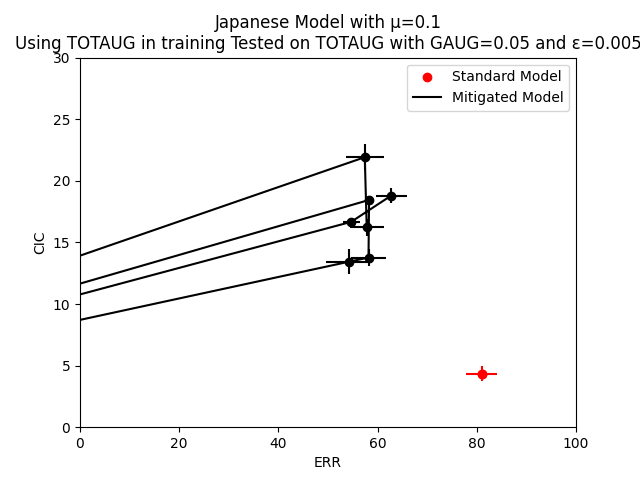 Japanese Model with μ=0.1
Using TOTAUG in training Tested on TOTAUG with GAUG=0.05 and ε=0.005
30
25
20
15
10
5
0
CIC
Standard Model
Mitigated Model
0 20 40 60 80 100
ERR